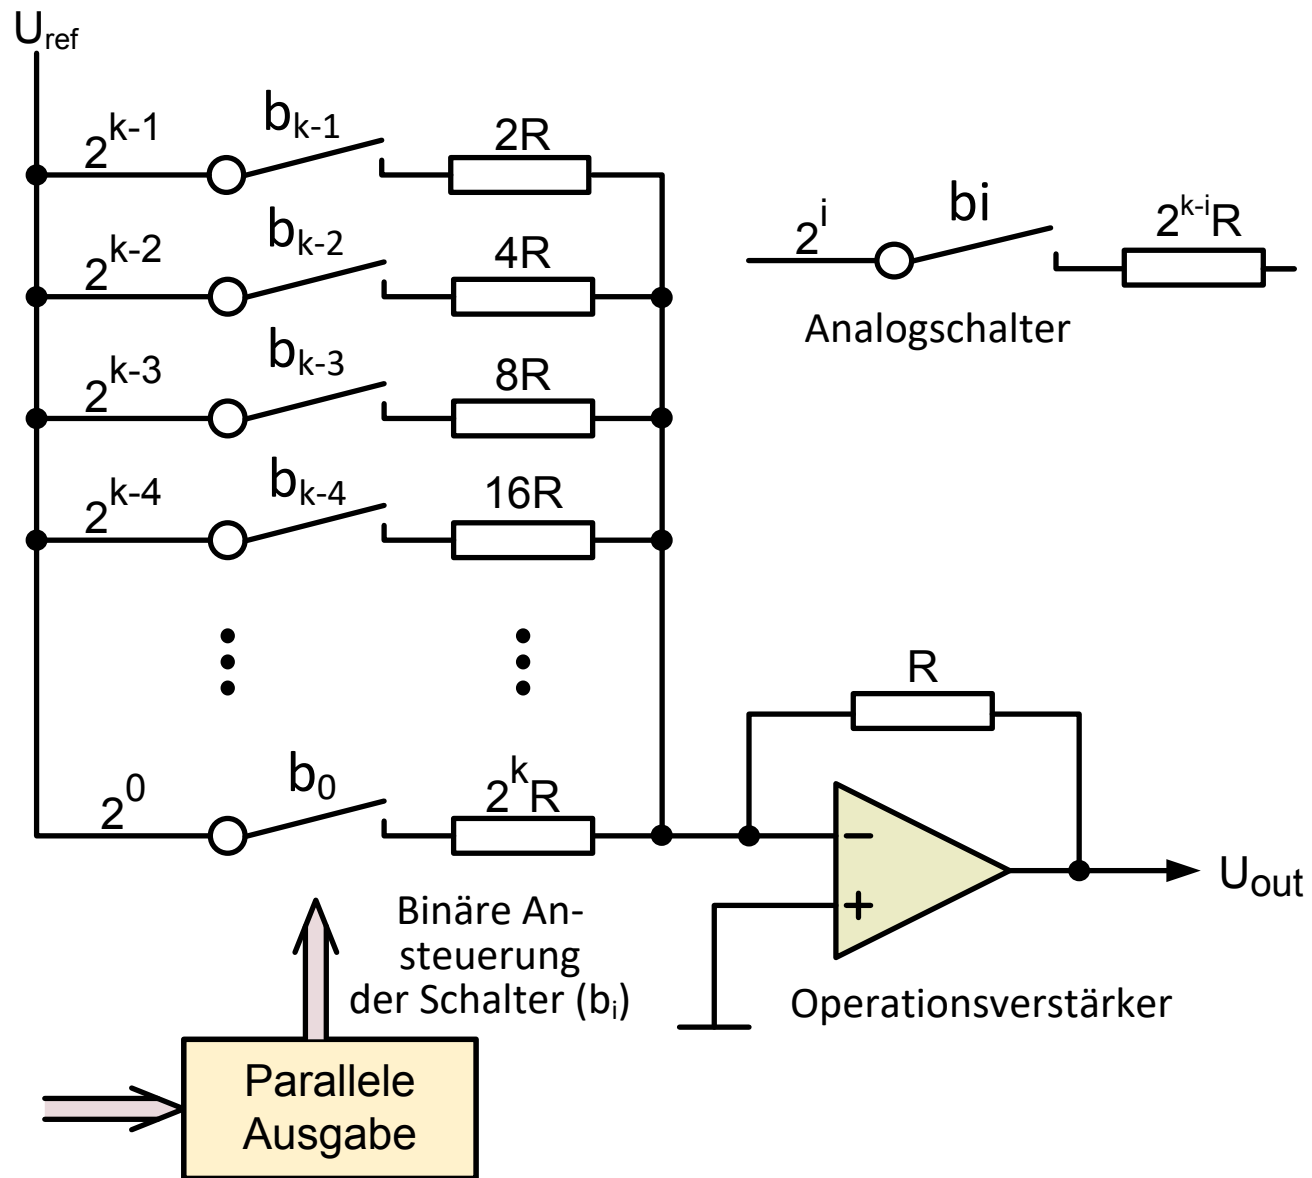 U_ref
2^k-1 b_k-1 2R
2^k-2 b_k-2 4R
2^k-3 b_k-3 8R
2^k-4 b_k-4 16R
2^0 b_0 2^k R
2^i bi 2^k-i R
Analogschalter
R
−
+
U_out
Operationsverstärker
Binäre An-
steuerung
der Schalter (b_i)
Parallele
Ausgabe